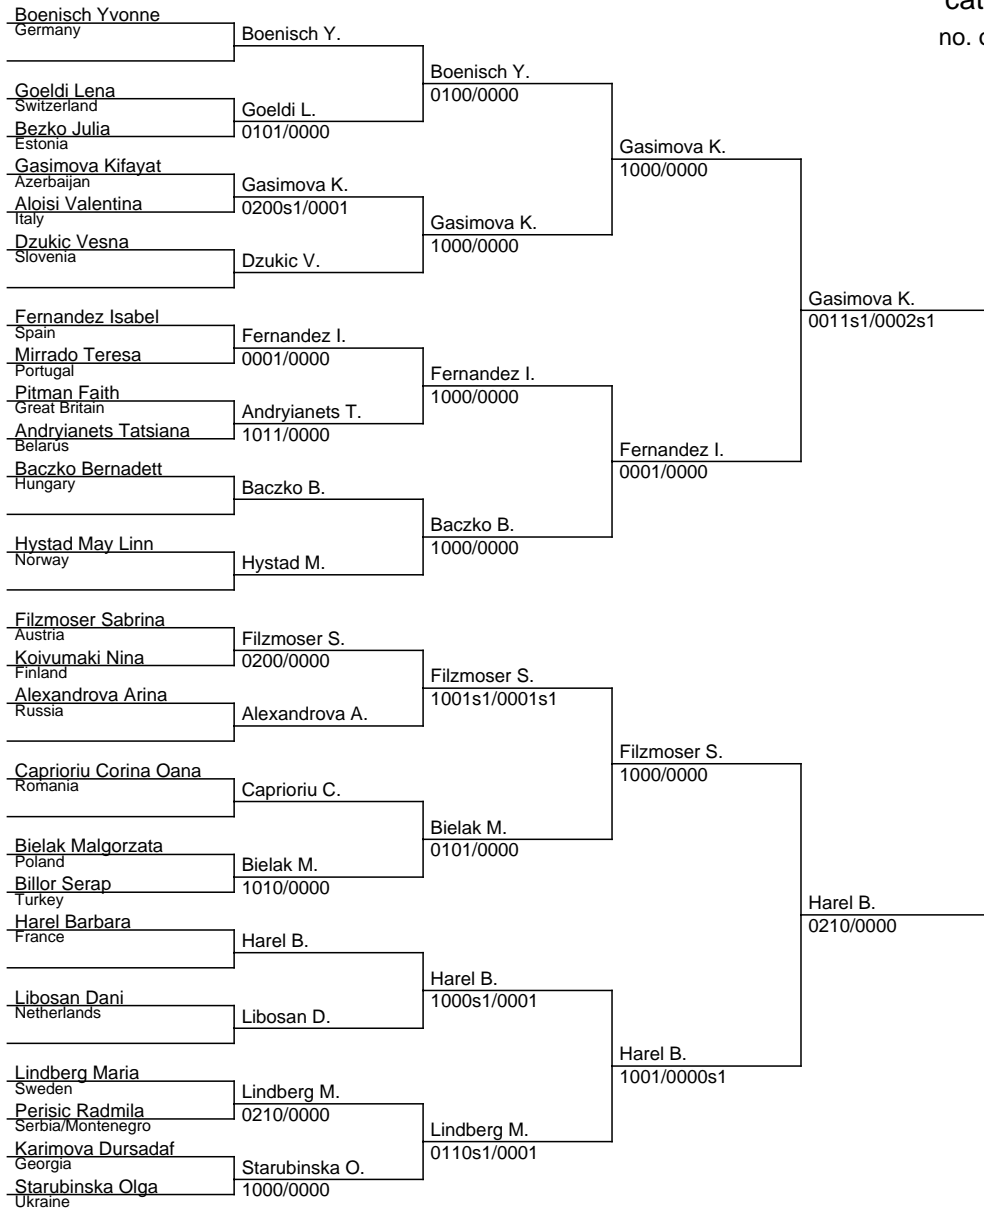 Boenisch Yvonne
Germany
Goeldi Lena
Switzerland
Bezko Julia
Estonia
Gasimova Kifayat
Azerbaijan
Aloisi Valentina
Italy
Dzukic Vesna
Slovenia
Fernandez Isabel
Spain
Mirrado Teresa
Portugal
Pitman Faith
Great Britain
Andryianets Tatsiana
Belarus
Baczko Bernadett
Hungary
Hystad May Linn
Norway
Filzmoser Sabrina
Austria
Koivumaki Nina
Finland
Alexandrova Arina
Russia
Caprioriu Corina Oana
Romania
Bielak Malgorzata
Poland
Billor Serap
Turkey
Harel Barbara
France
Libosan Dani
Netherlands
Lindberg Maria
Sweden
Perisic Radmila
Serbia/Montenegro
Karimova Dursadaf
Georgia
Starubinska Olga
Ukraine
Boenisch Y.
Goeldi L.
0101/0000
Gasimova K.
0200s1/0001
Dzukic V.
Fernandez I.
0001/0000
Andryianets T.
1011/0000
Baczko B.
Hystad M.
Filzmoser S.
0200/0000
Alexandrova A.
Caprioriu C.
Bielak M.
1010/0000
Harel B.
Libosan D.
Lindberg M.
0210/0000
Starubinska O.
1000/0000
Boenisch Y.
0100/0000
Gasimova K.
1000/0000
Fernandez I.
1000/0000
Baczko B.
1000/0000
Filzmoser S.
1001s1/0001s1
Bielak M.
0101/0000
Harel B.
1000s1/0001
Lindberg M.
0110s1/0001
Gasimova K.
1000/0000
Fernandez I.
0001/0000
Filzmoser S.
1000/0000
Harel B.
1001/0000s1
Gasimova K.
0011s1/0002s1
Harel B.
0210/0000
no.